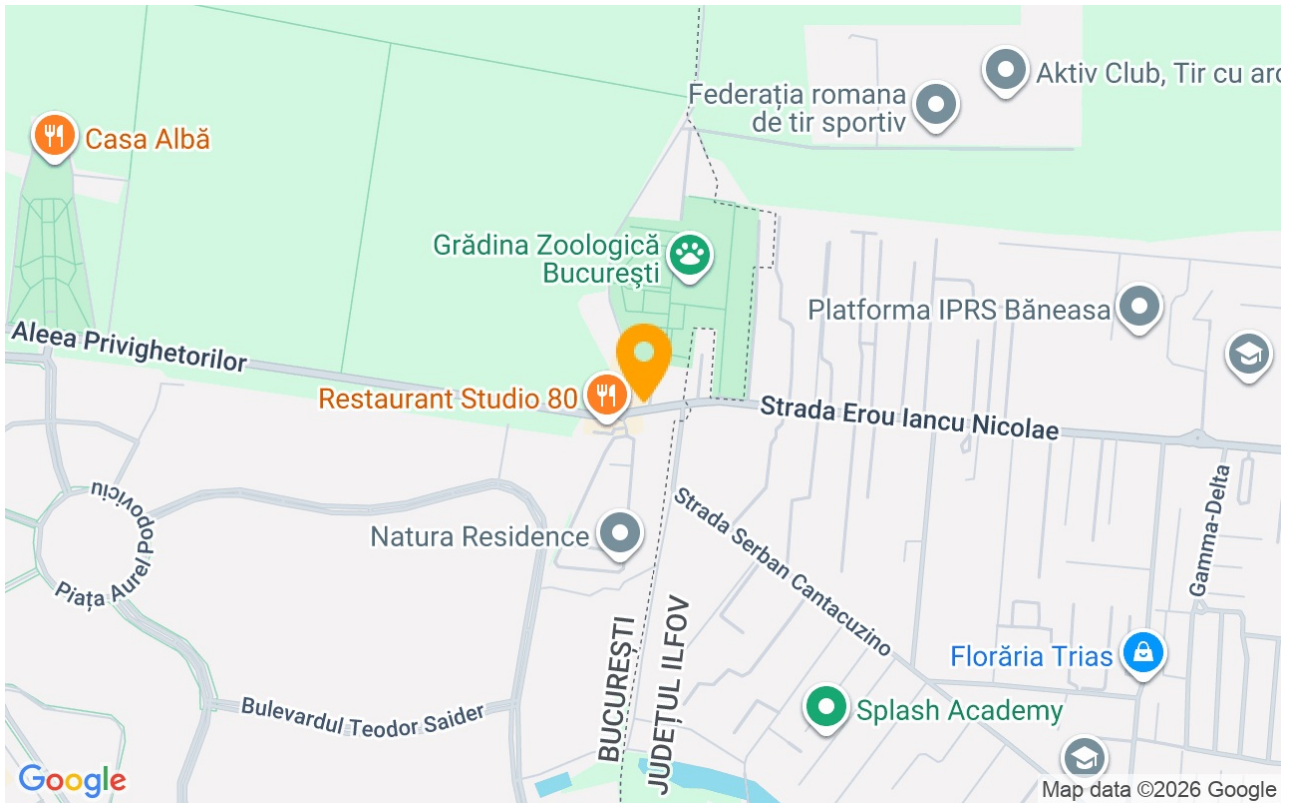 Aktiv Club, Tir cu arc
Federația romana
de tir sportiv
Casa Albă
Grădina Zoologică
București
Platforma IPRS Băneasa
Aleea Privighetorilor
Restaurant Studio 80
Strada Erou Iancu Nicolae
Piața Aurel Popoviciu
Natura Residence
Strada Serban Cantacuzino
Gamma-Delta
BUCUREȘTI
JUDEȚUL ILFOV
Florăria Trias
Bulevardul Teodor Saider
Splash Academy
Google
Map data ©2026 Google